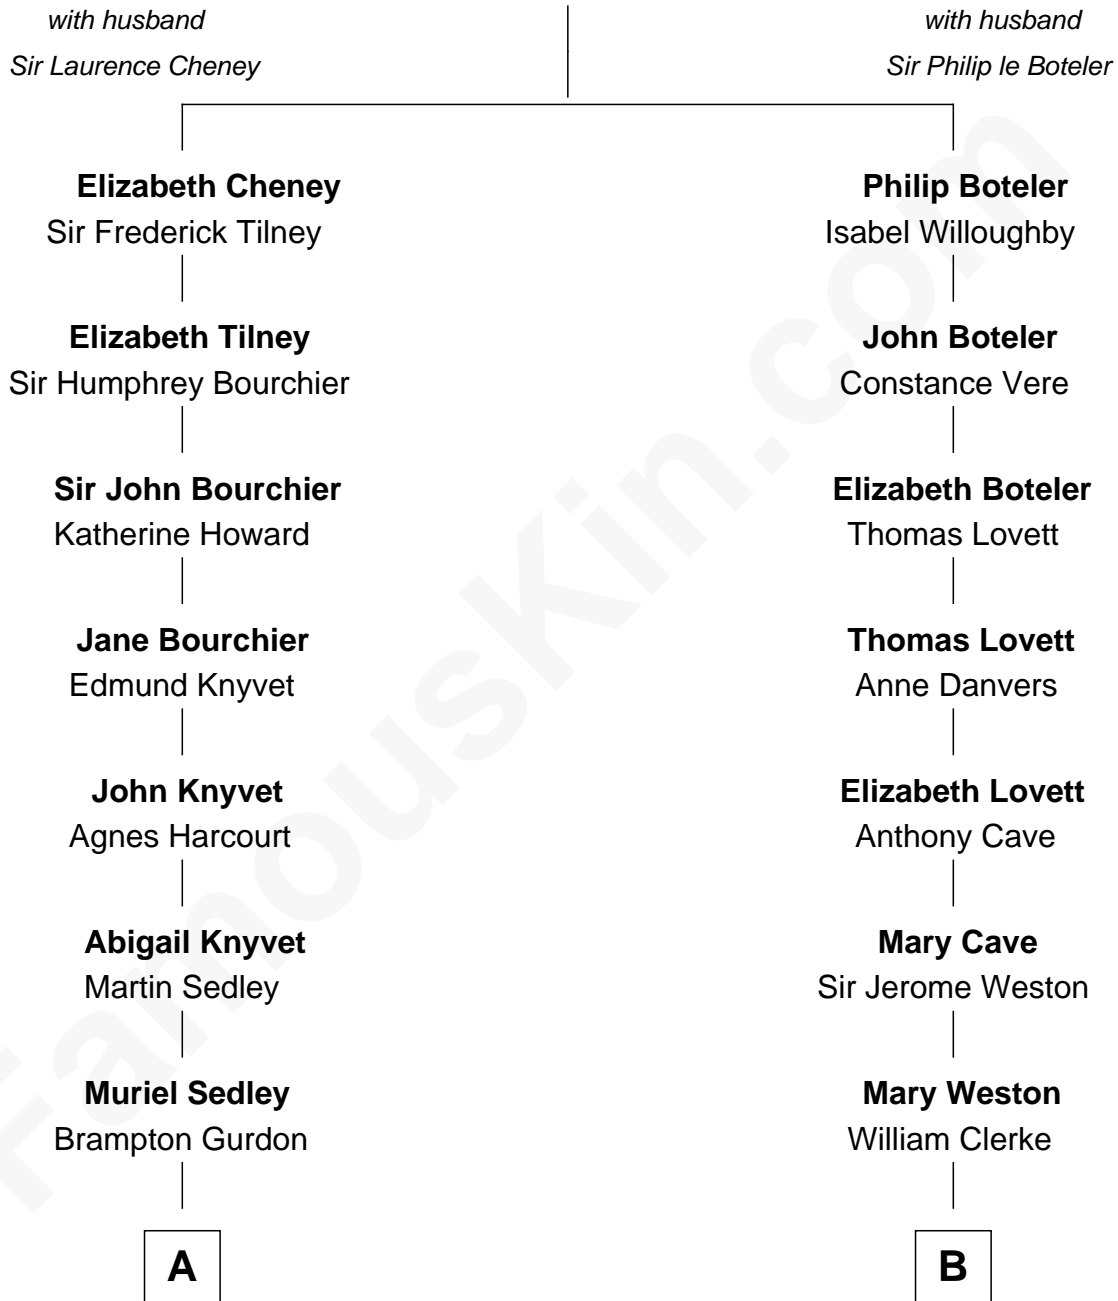 with husband
Sir Laurence Cheney
with husband
Sir Philip le Boteler
Elizabeth Cheney
Sir Frederick Tilney
Philip Boteler
Isabel Willoughby
Elizabeth Tilney
Sir Humphrey Bourchier
John Boteler
Constance Vere
Sir John Bourchier
Katherine Howard
Elizabeth Boteler
Thomas Lovett
Jane Bourchier
Edmund Knyvet
Thomas Lovett
Anne Danvers
John Knyvet
Agnes Harcourt
Elizabeth Lovett
Anthony Cave
Abigail Knyvet
Martin Sedley
Mary Cave
Sir Jerome Weston
Muriel Sedley
Brampton Gurdon
Mary Weston
William Clerke
A
B
FamousKin.com